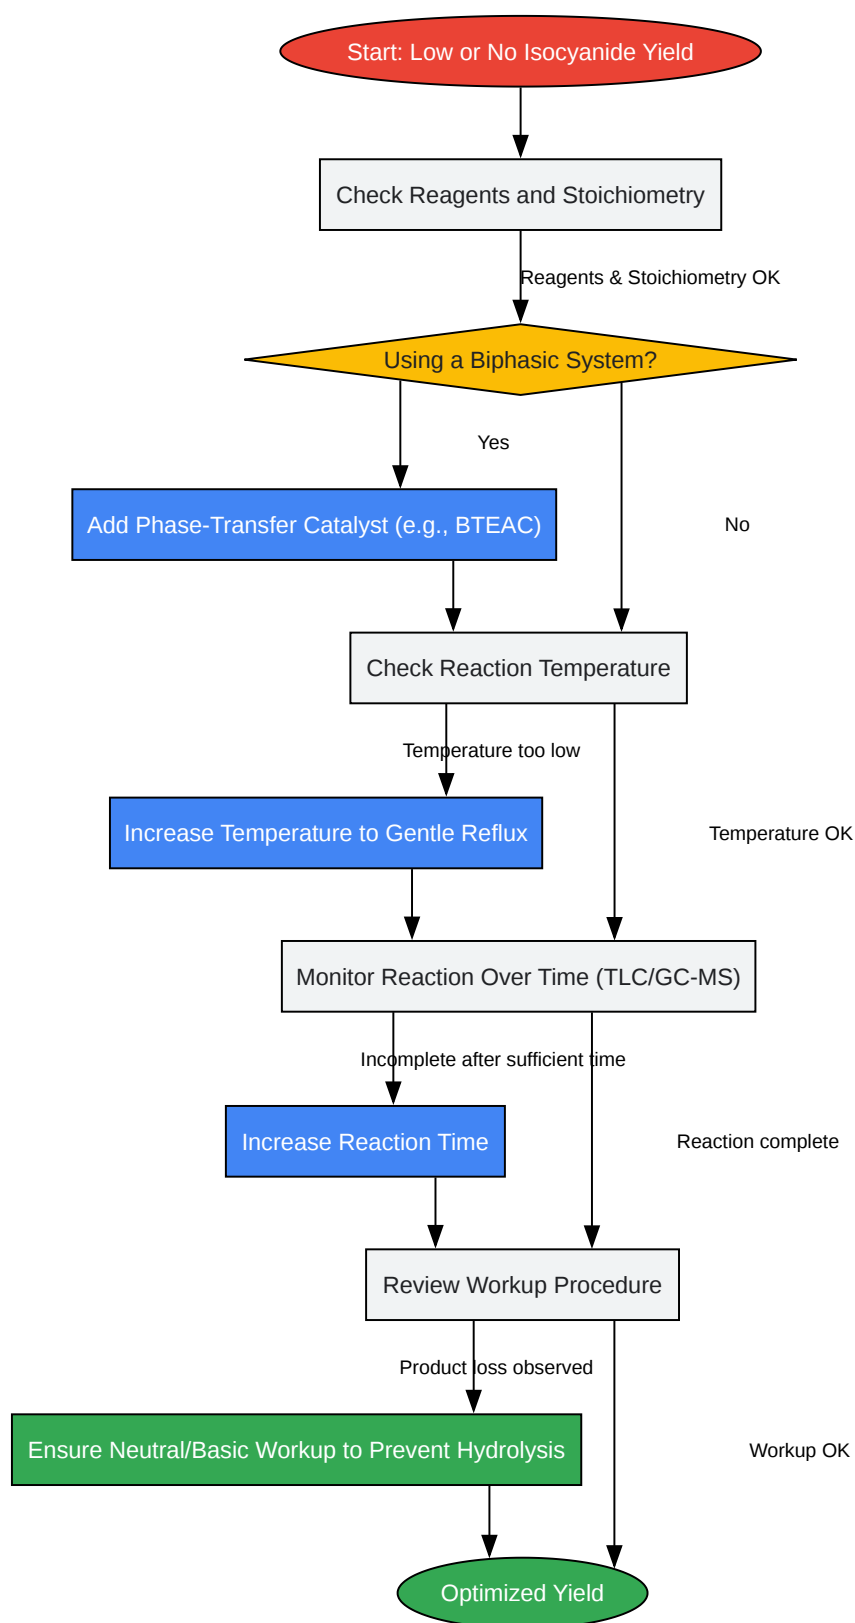 Start: Low or No Isocyanide Yield
Check Reagents and Stoichiometry
Reagents & Stoichiometry OK
Using a Biphasic System?
Yes
Add Phase-Transfer Catalyst (e.g., BTEAC)
No
Check Reaction Temperature
Temperature too low
Increase Temperature to Gentle Reflux
Temperature OK
Monitor Reaction Over Time (TLC/GC-MS)
Incomplete after sufficient time
Increase Reaction Time
Reaction complete
Review Workup Procedure
Product loss observed
Ensure Neutral/Basic Workup to Prevent Hydrolysis
Workup OK
Optimized Yield